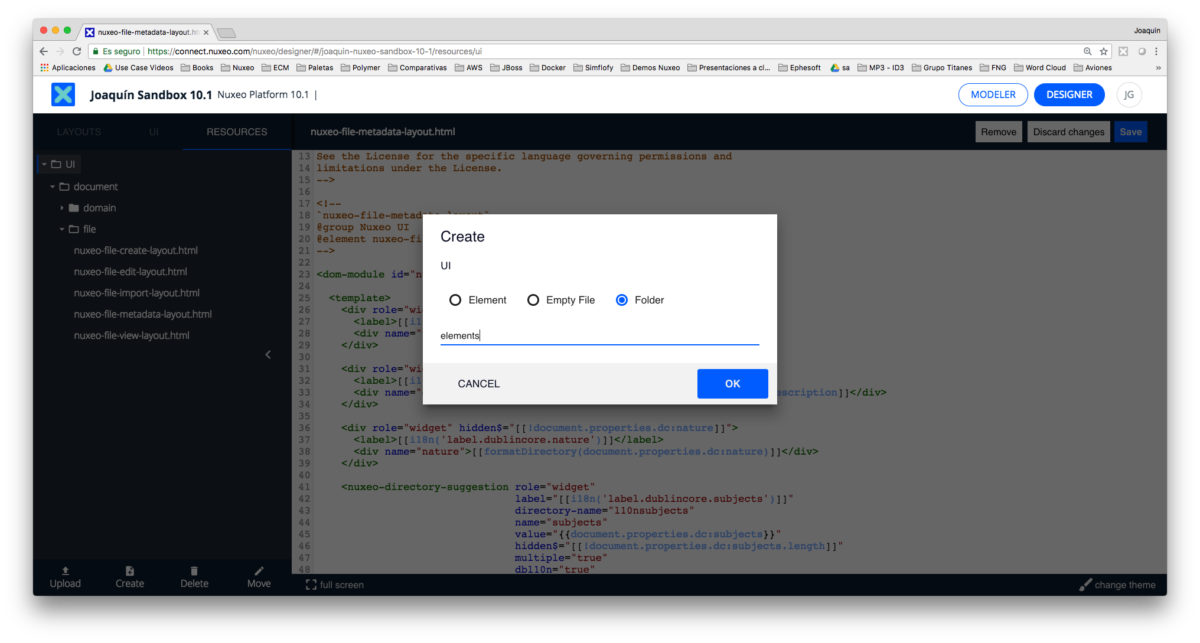 nuxeo-file-metadata-layout.ht
Joaquin
Es seguro https://connect.nuxeo.com/nuxeo/designer/#/joaquin-nuxeo-sandbox-10-1/resources/ui
Aplicaciones Use Case Videos Books Nuxeo ECM Paletas Polymer Comparativas AWS JBoss Docker Simflofy Demos Nuxeo Presentaciones a cl... Ephesoft sa MP3 - ID3 Grupo Titanes FNG Word Cloud Aviones »
Joaquín Sandbox 10.1 Nuxeo Platform 10.1 |
MODELER DESIGNER JG
LAYOUTS UI RESOURCES nuxeo-file-metadata-layout.html Remove Discard changes Save
UI
document
domain
file
nuxeo-file-create-layout.html
nuxeo-file-edit-layout.html
nuxeo-file-import-layout.html
nuxeo-file-metadata-layout.html
nuxeo-file-view-layout.html
13 See the License for the specific language governing permissions and
14 limitations under the License.
15 -->
16
17 <!--
18 `nuxeo-file-metadata-layout`
19 @group Nuxeo UI
20 @element nuxeo-fi
21 -->
22
23 <dom-module id="n
24
25 <template>
26 <div role="wi
27 <label>[[i1
28 <div name="
29 </div>
30
31 <div role="wi
32 <label>[[i
33 <div name=" scription]]</div>
34 </div>
35
36 <div role="widget" hidden$="[[!document.properties.dc:nature]]">
37 <label>[[i18n('label.dublincore.nature')]]</label>
38 <div name="nature">[[formatDirectory(document.properties.dc:nature)]]</div>
39 </div>
40
41 <nuxeo-directory-suggestion role="widget"
42 label="[[i18n('label.dublincore.subjects')]]"
43 directory-name="l10nsubjects"
44 name="subjects"
45 value="{{document.properties.dc:subjects}}"
46 hidden$="[[!document.properties.dc:subjects.length]]"
47 multiple="true"
48 dbl10n="true"
Create
UI
Element Empty File Folder
elements
CANCEL OK
Upload Create Delete Move
full screen change theme